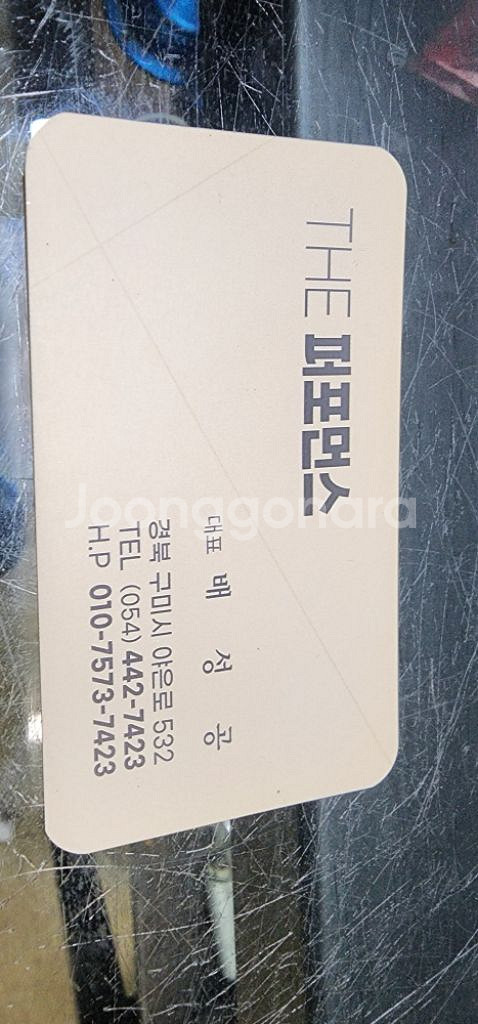 THE 퍼포먼스
대표 배 성 공
경북 구미시 야은로 532
TEL (054) 442-7423
H.P 010-7573-7423
Joonggonara